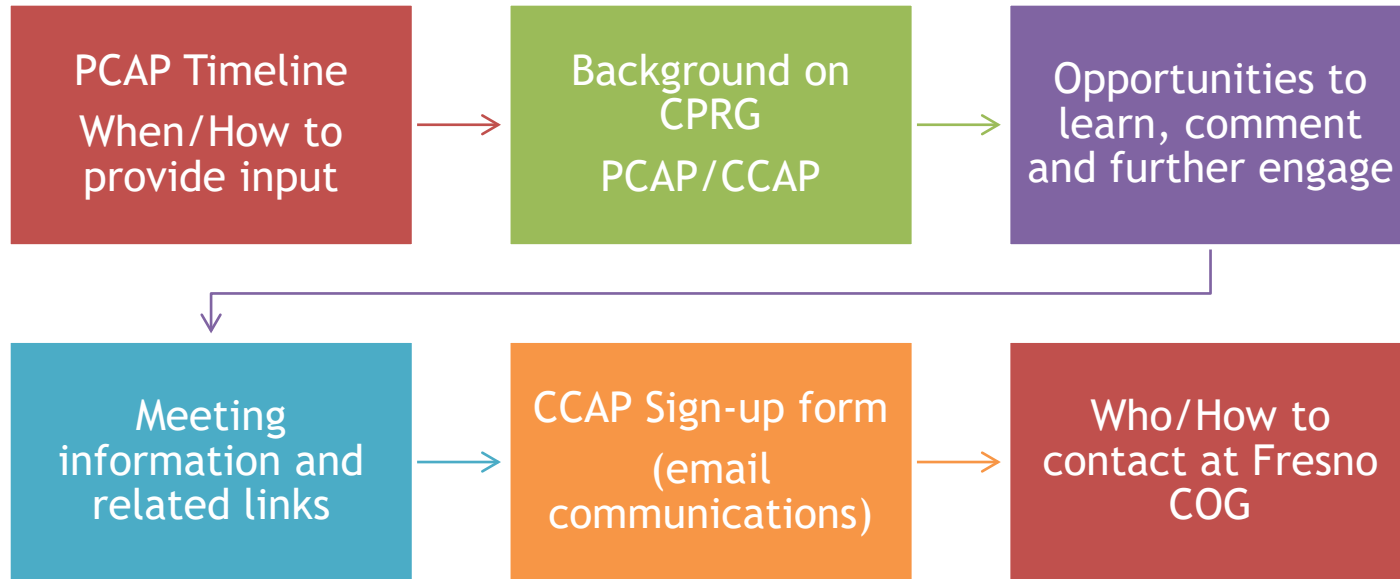 PCAP Timeline
When/How to
provide input
Background on
CPRG
PCAP/CCAP
Opportunities to
learn, comment
and further engage
Meeting
information and
related links
CCAP Sign-up form
(email
communications)
Who/How to
contact at Fresno
COG